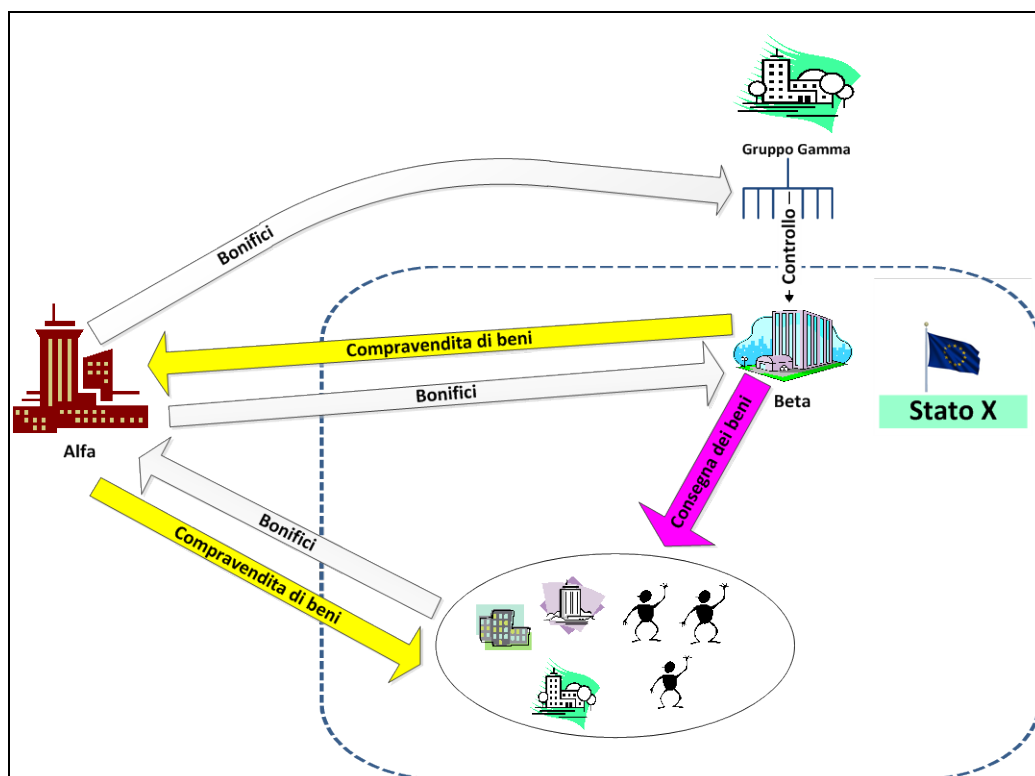 Gruppo Gamma
Bonifici
Controllo
Compravendita di beni
Bonifici
Beta
Stato X
Alfa
Consegna dei beni
Bonifici
Compravendita di beni